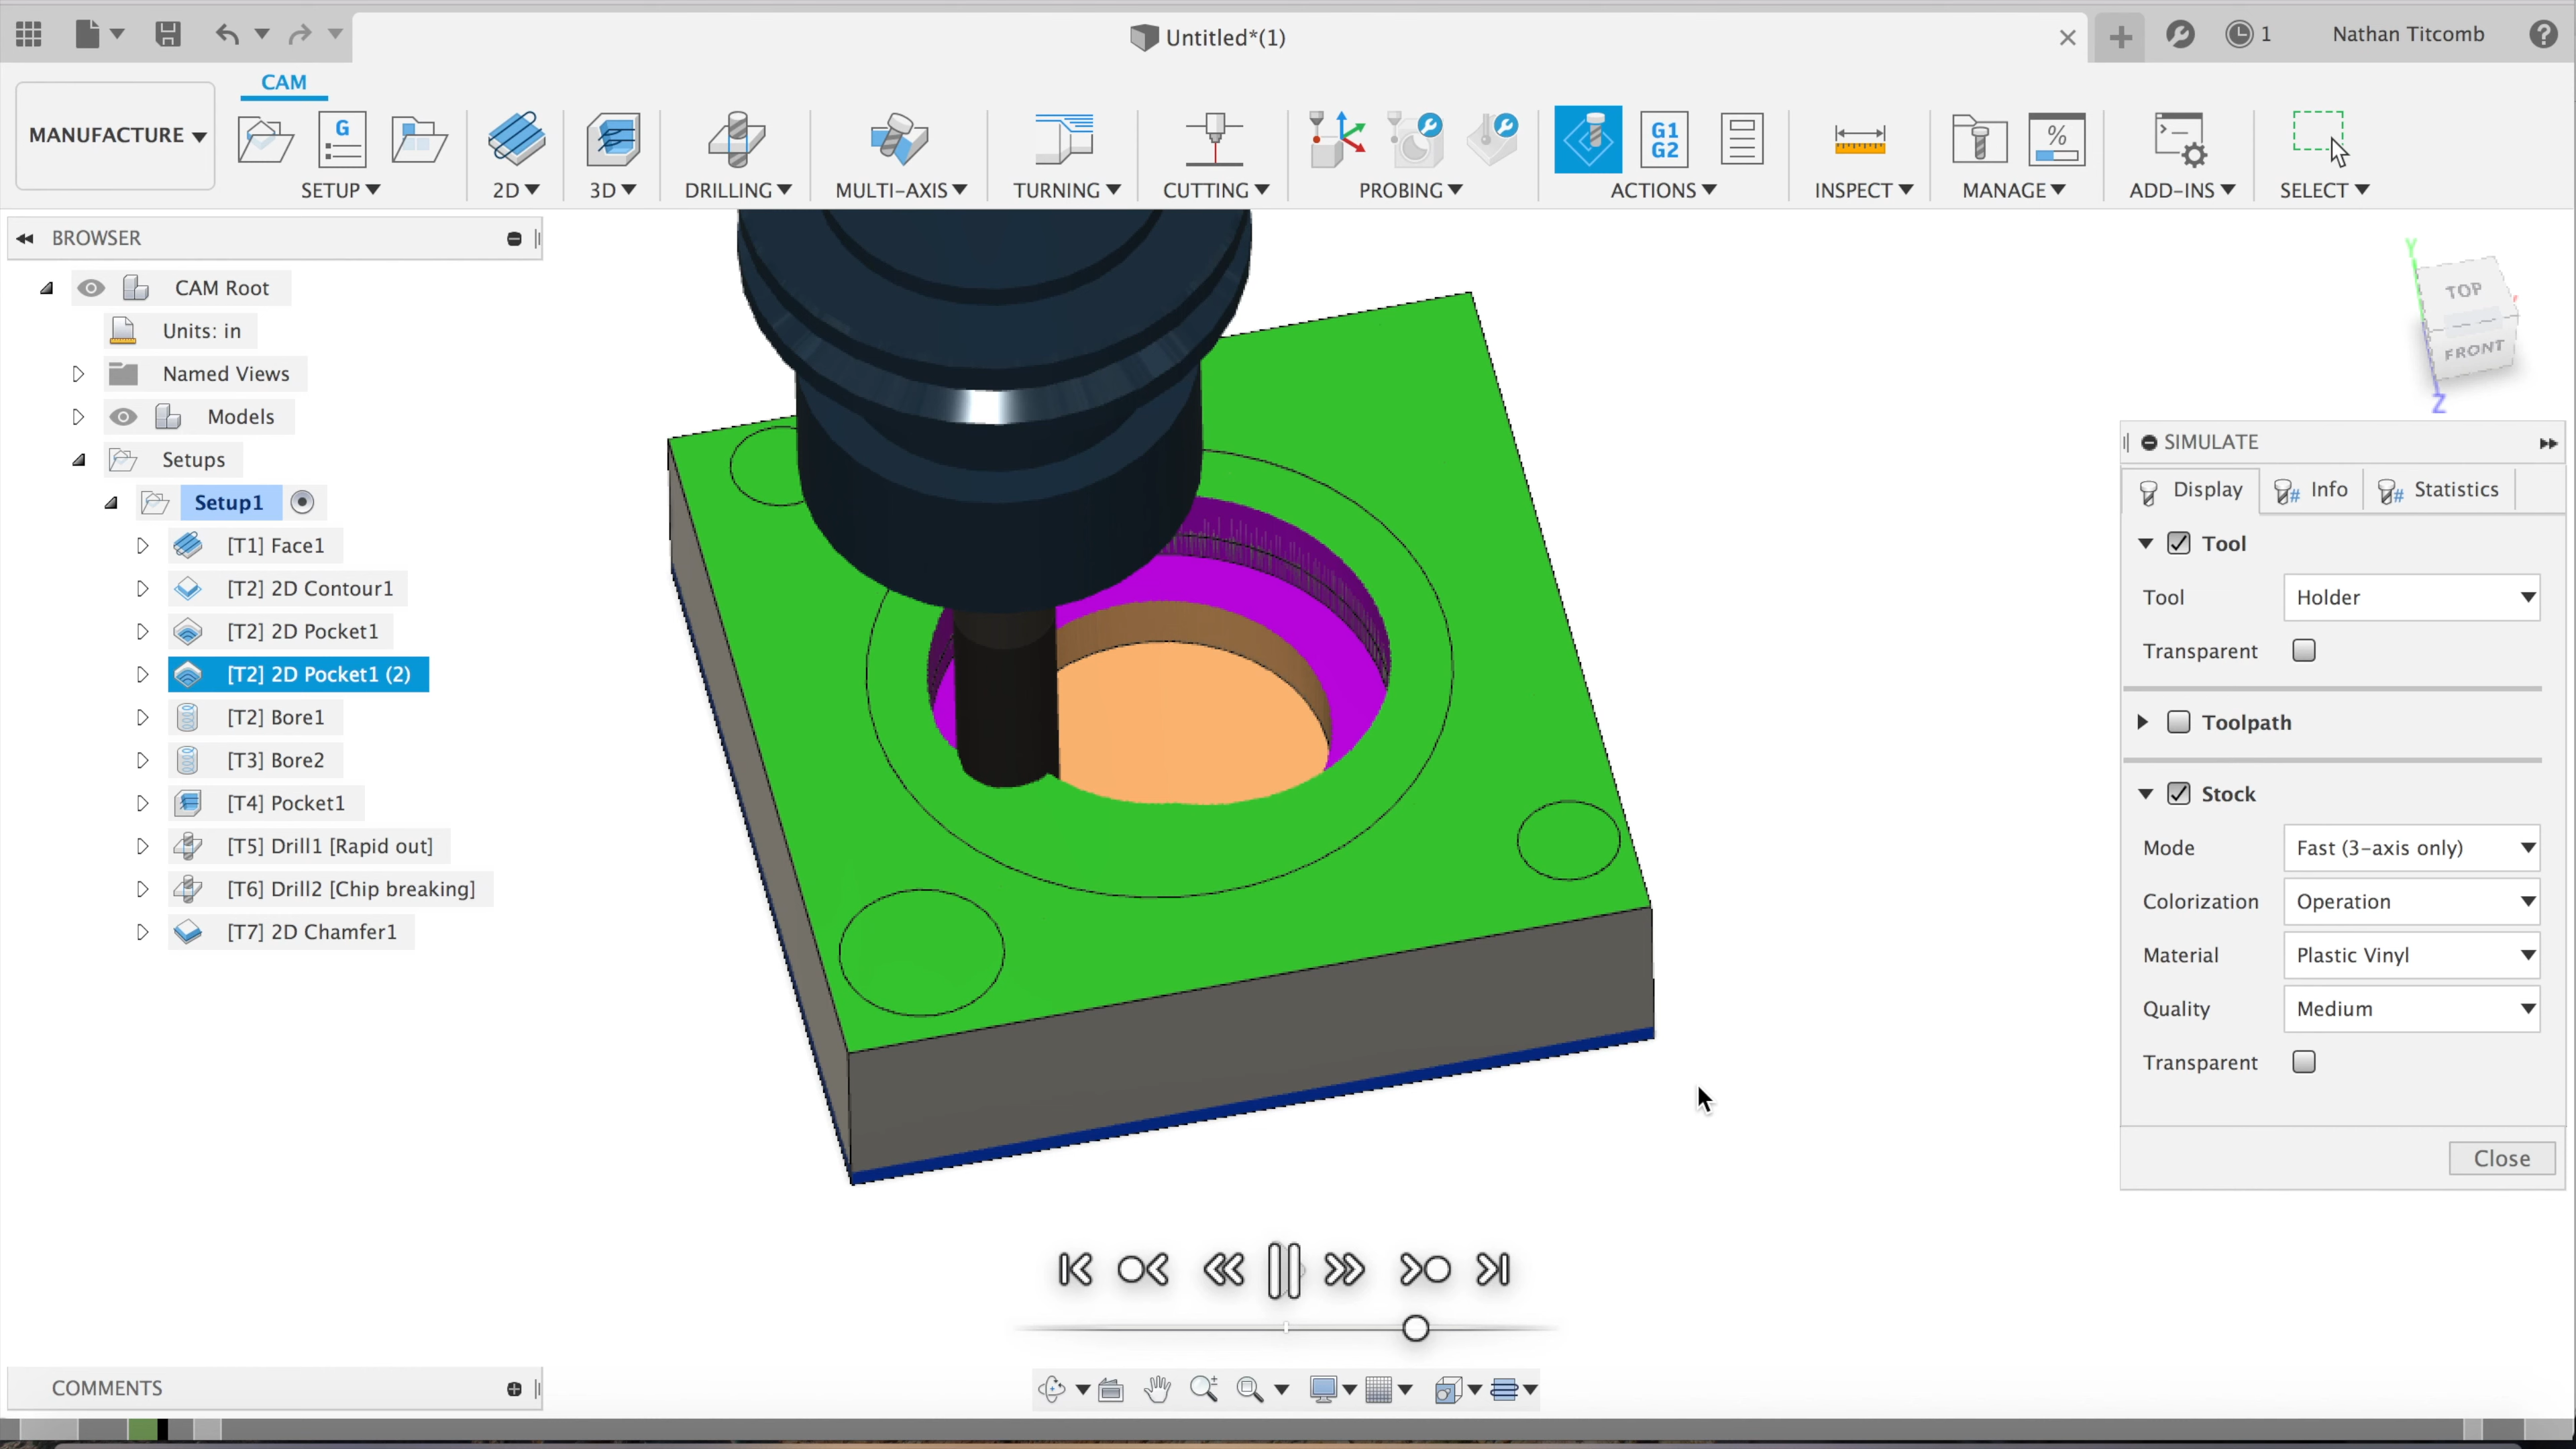 Untitled*(1)
1
Nathan Titcomb
?
CAM
MANUFACTURE
G
G1
G2
%
SETUP
2D
3D
DRILLING
MULTI-AXIS
TURNING
CUTTING
PROBING
ACTIONS
INSPECT
MANAGE
ADD-INS
SELECT
BROWSER
CAM Root
Units: in
Named Views
Models
Setups
Setup1
[T1] Face1
[T2] 2D Contour1
[T2] 2D Pocket1
[T2] 2D Pocket1 (2)
[T2] Bore1
[T3] Bore2
[T4] Pocket1
[T5] Drill1 [Rapid out]
[T6] Drill2 [Chip breaking]
[T7] 2D Chamfer1
Y
TOP
FRONT
Z
SIMULATE
Display
# Info
# Statistics
Tool
Tool Holder
Transparent
Toolpath
Stock
Mode Fast (3-axis only)
Colorization Operation
Material Plastic Vinyl
Quality Medium
Transparent
Close
COMMENTS